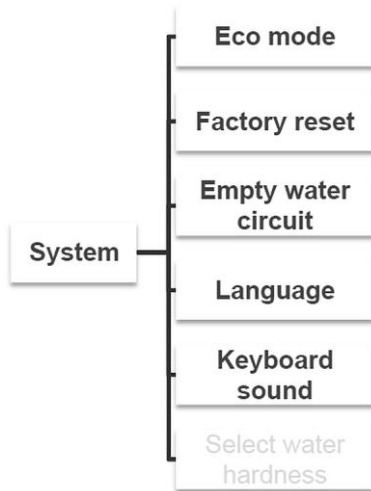 Eco mode
Factory reset
Empty water
circuit
System
Language
Keyboard
sound
Select water
hardness